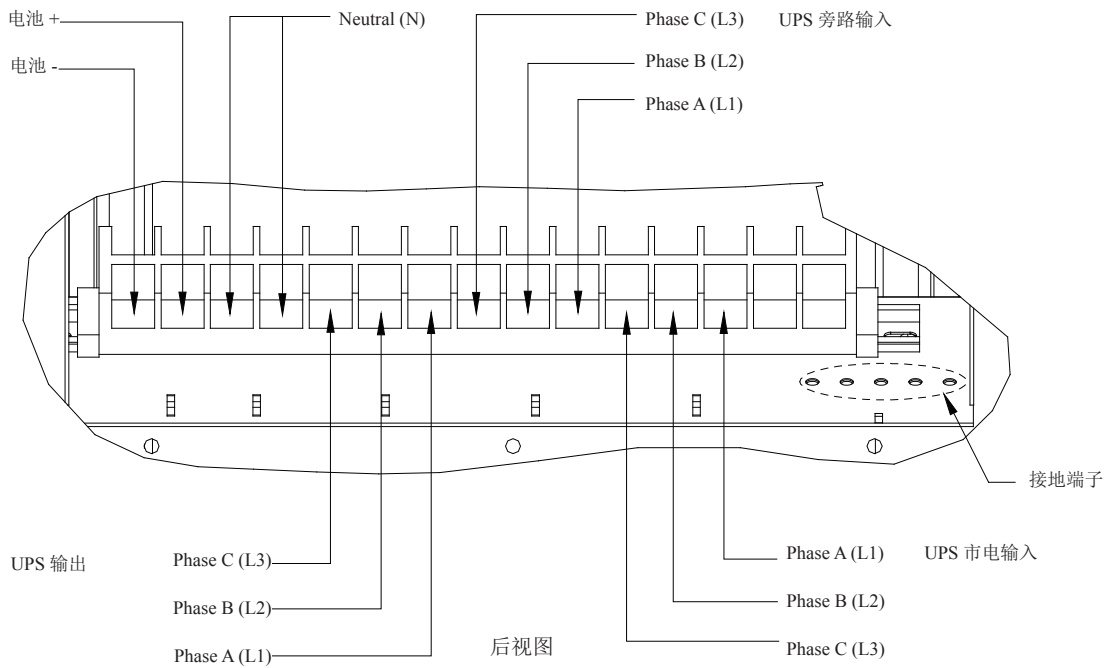 电池 +
Neutral (N)
Phase C (L3)
UPS 旁路输入
电池 -
Phase B (L2)
Phase A (L1)
接地端子
UPS 输出
Phase C (L3)
Phase A (L1)
UPS 市电输入
Phase B (L2)
Phase B (L2)
Phase A (L1)
后视图
Phase C (L3)